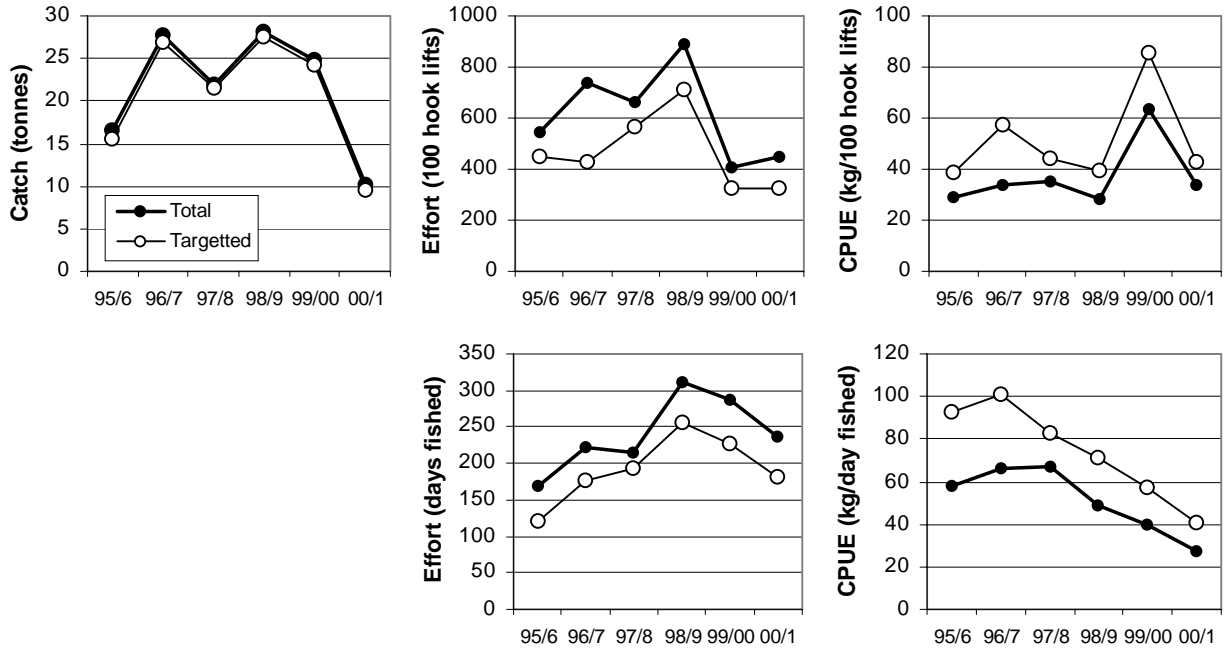 Catch (tonnes)
30
25
20
15
10
5
0
Total
Targetted
95/6 96/7 97/8 98/9 99/00 00/1
Effort (100 hook lifts)
1000
800
600
400
200
0
95/6 96/7 97/8 98/9 99/00 00/1
CPUE (kg/100 hook lifts)
100
80
60
40
20
0
95/6 96/7 97/8 98/9 99/00 00/1
Effort (days fished)
350
300
250
200
150
100
50
0
95/6 96/7 97/8 98/9 99/00 00/1
CPUE (kg/day fished)
120
100
80
60
40
20
0
95/6 96/7 97/8 98/9 99/00 00/1